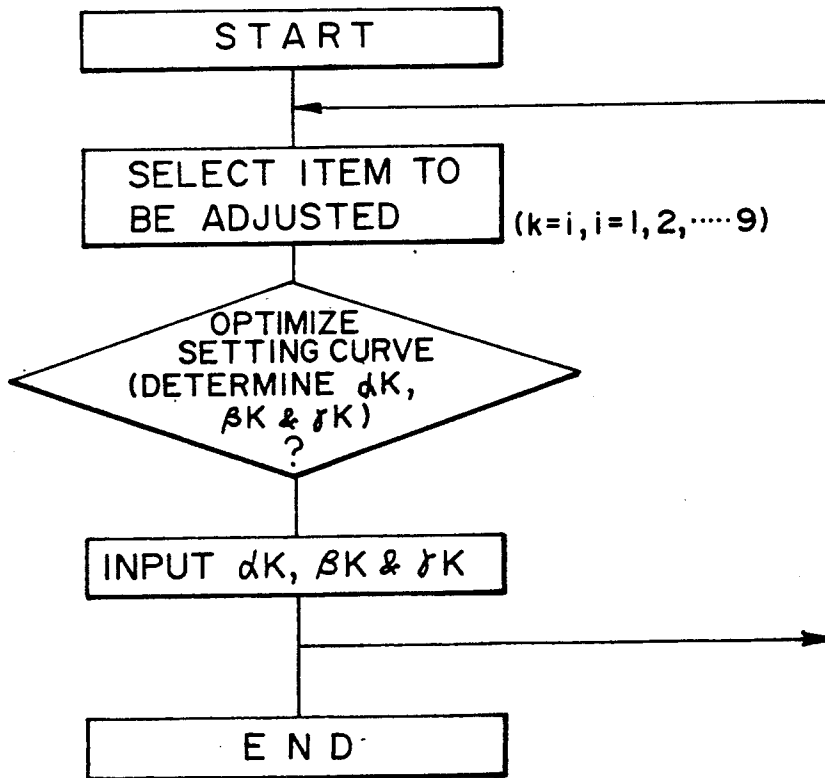 START
SELECT ITEM TO
BE ADJUSTED
(k=i, i=1, 2, ····· 9)
OPTIMIZE
SETTING CURVE
(DETERMINE αK,
βK & γK)
?
INPUT αK, βK & γK
END